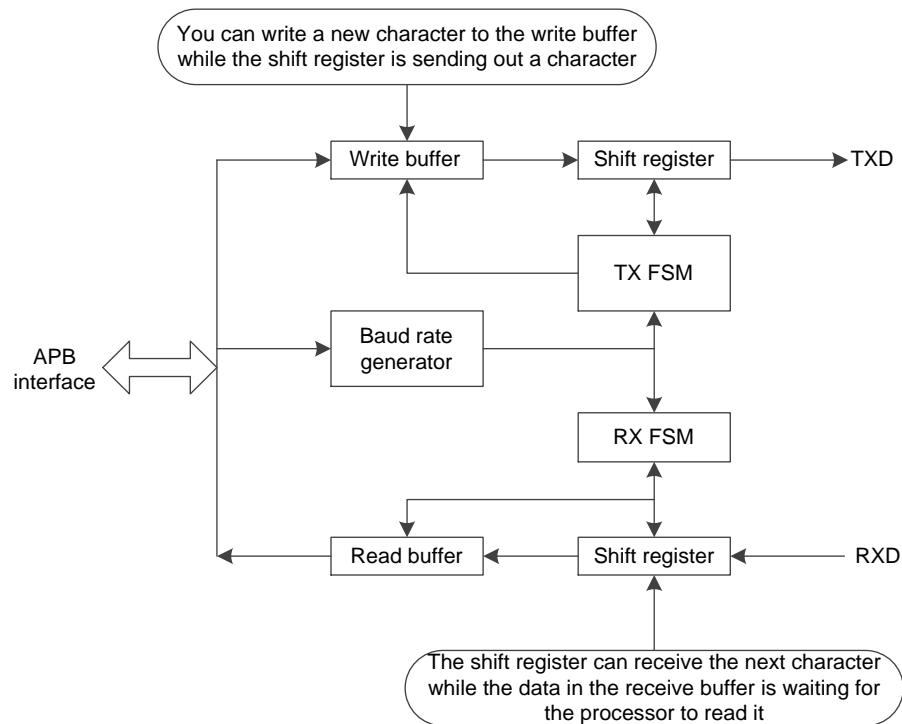 You can write a new character to the write buffer
while the shift register is sending out a character
Write buffer
Shift register
TXD
TX FSM
Baud rate
generator
APB
interface
RX FSM
Read buffer
Shift register
RXD
The shift register can receive the next character
while the data in the receive buffer is waiting for
the processor to read it